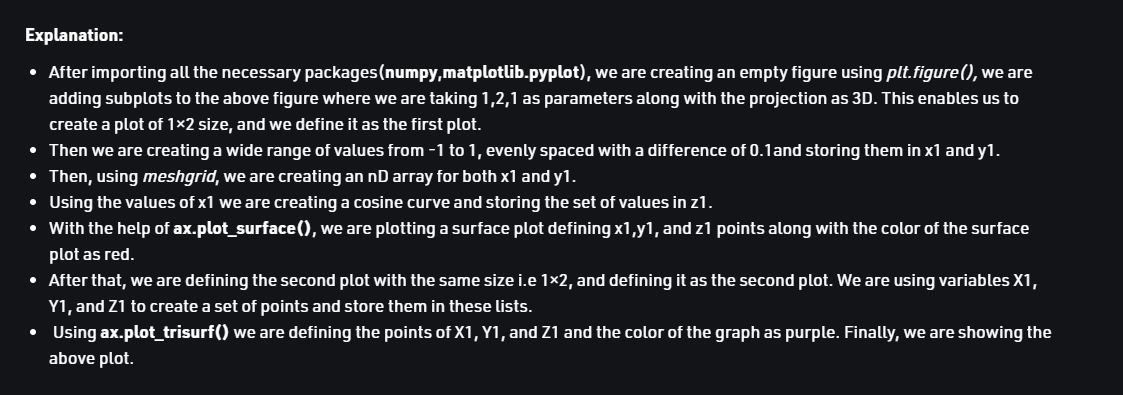 Explanation:
• After importing all the necessary packages(numpy,matplotlib.pyplot), we are creating an empty figure using plt.figure(), we are
adding subplots to the above figure where we are taking 1,2,1 as parameters along with the projection as 3D. This enables us to
create a plot of 1×2 size, and we define it as the first plot.
• Then we are creating a wide range of values from -1 to 1, evenly spaced with a difference of 0.1and storing them in x1 and y1.
• Then, using meshgrid, we are creating an nD array for both x1 and y1.
• Using the values of x1 we are creating a cosine curve and storing the set of values in z1.
• With the help of ax.plot_surface(), we are plotting a surface plot defining x1,y1, and z1 points along with the color of the surface
plot as red.
• After that, we are defining the second plot with the same size i.e 1×2, and defining it as the second plot. We are using variables X1,
Y1, and Z1 to create a set of points and store them in these lists.
• Using ax.plot_trisurf() we are defining the points of X1, Y1, and Z1 and the color of the graph as purple. Finally, we are showing the
above plot.